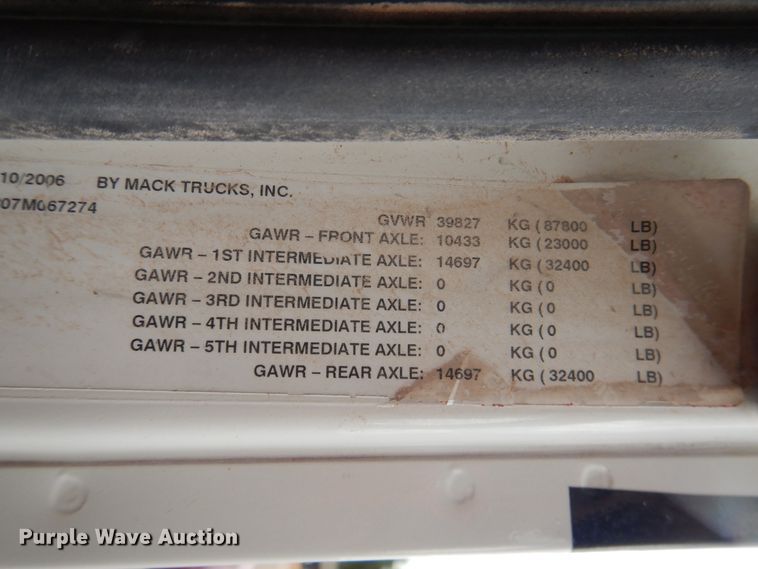 10/2006 BY MACK TRUCKS, INC.
07M067274
GVWR 39827 KG ( 87800 LB)
GAWR – FRONT AXLE: 10433 KG ( 23000 LB)
GAWR – 1ST INTERMEDIATE AXLE: 14697 KG ( 32400 LB)
GAWR – 2ND INTERMEDIATE AXLE: 0 KG ( 0 LB)
GAWR – 3RD INTERMEDIATE AXLE: 0 KG ( 0 LB)
GAWR – 4TH INTERMEDIATE AXLE: 0 KG ( 0 LB)
GAWR – 5TH INTERMEDIATE AXLE: 0 KG ( 0 LB)
GAWR – REAR AXLE: 14697 KG ( 32400 LB)
Purple Wave Auction